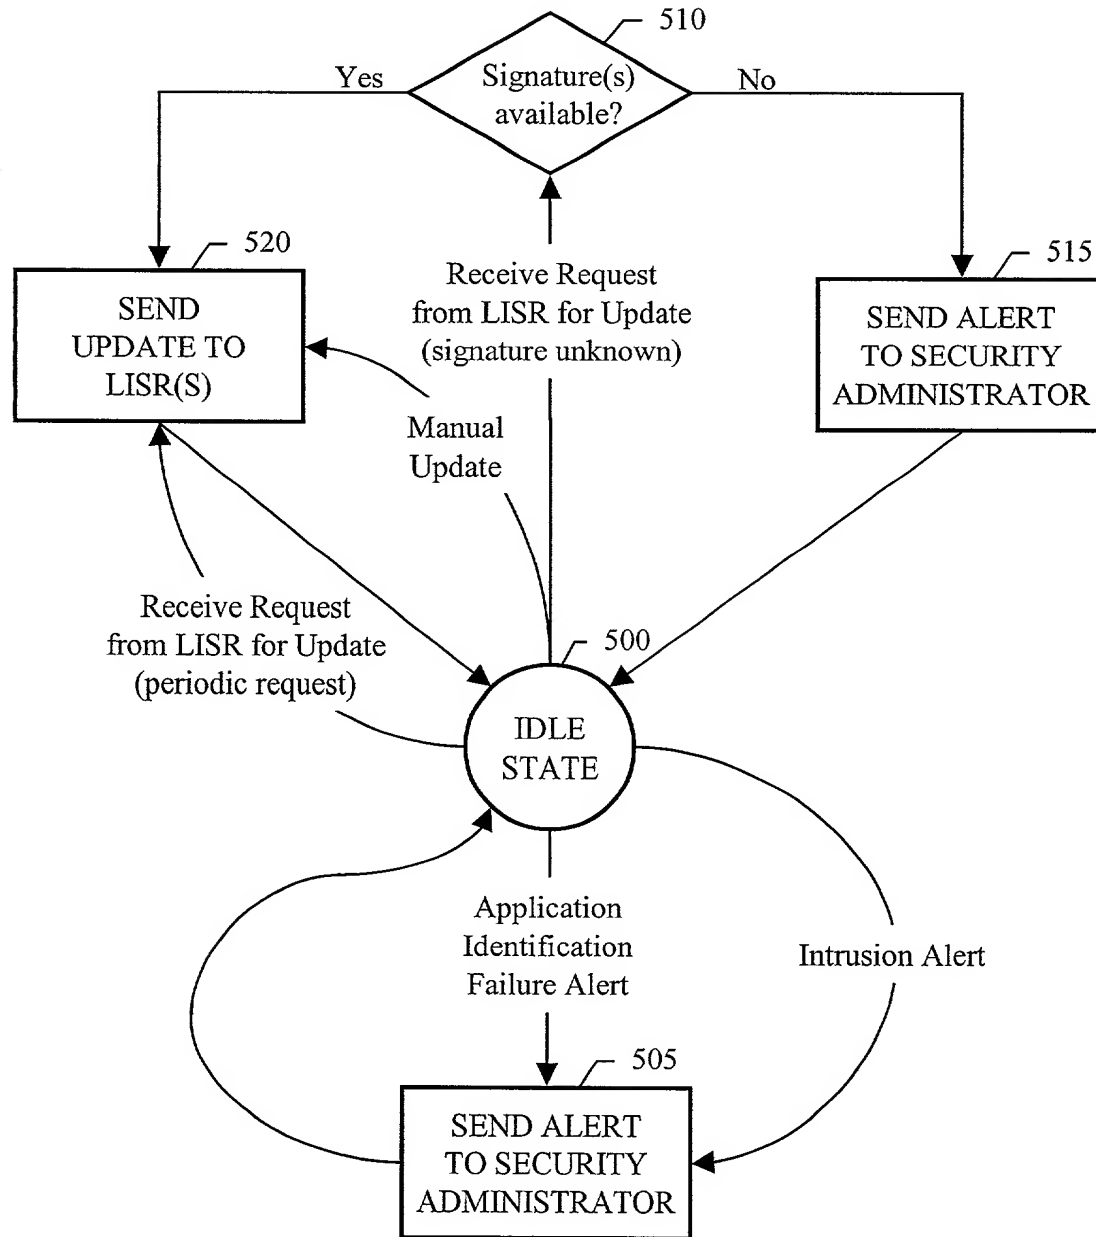 510
Signature(s)
available?
Yes
No
520
SEND
UPDATE TO
LISR(S)
Receive Request
from LISR for Update
(signature unknown)
515
SEND ALERT
TO SECURITY
ADMINISTRATOR
Manual
Update
Receive Request
from LISR for Update
(periodic request)
500
IDLE
STATE
Application
Identification
Failure Alert
Intrusion Alert
505
SEND ALERT
TO SECURITY
ADMINISTRATOR